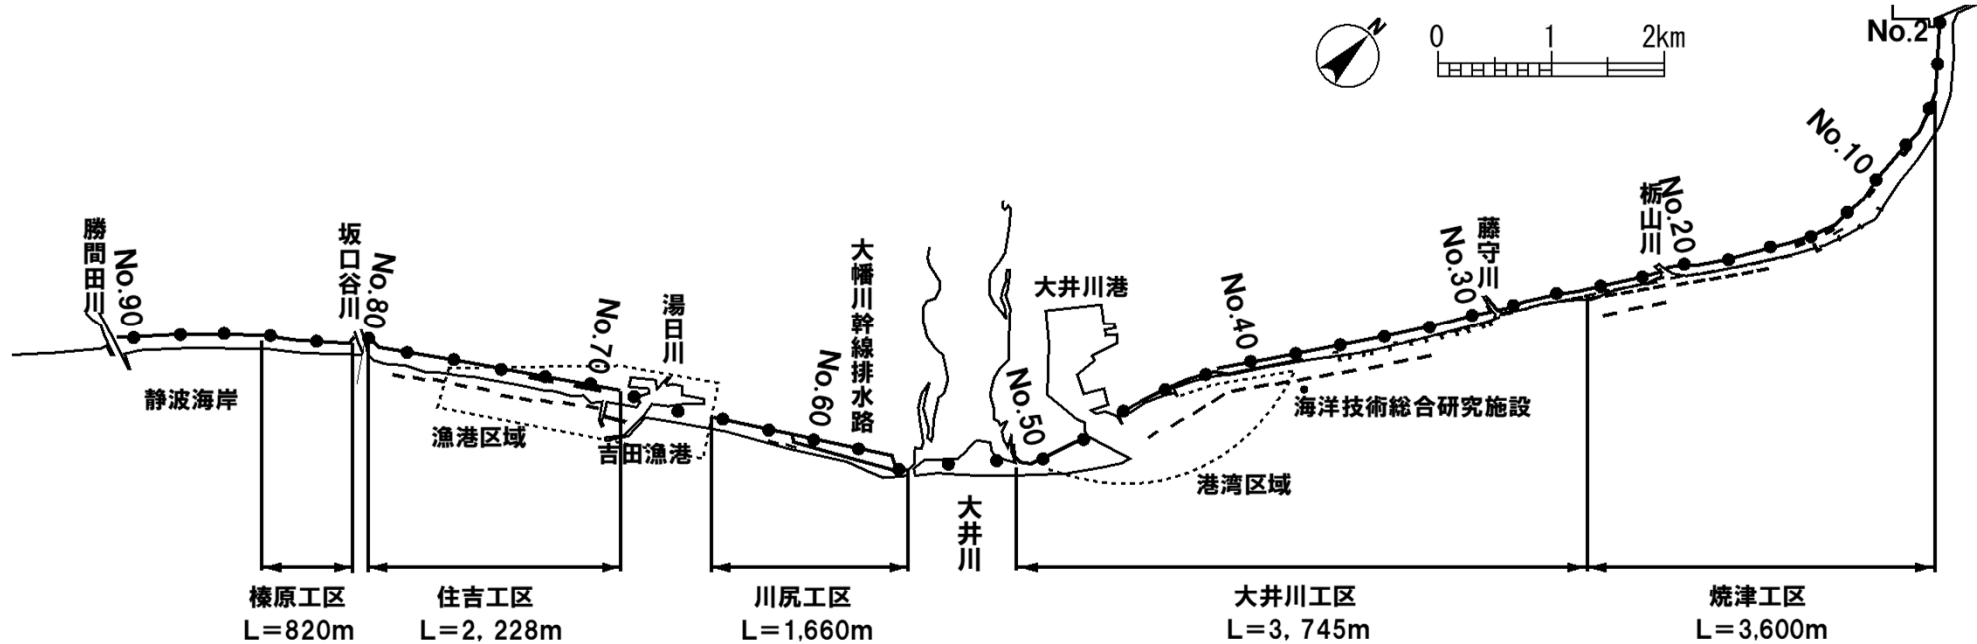 N
0 1 2km
No.2
No.10
栃山川
No.20
藤守川
No.30
No.40
大井川港
海洋技術総合研究施設
港湾区域
No.50
大井川
大幡川幹線排水路
No.60
湯日川
No.70
吉田漁港
漁港区域
No.80
坂口谷川
No.90
勝間田川
静波海岸
榛原工区
L=820m
住吉工区
L=2,228m
川尻工区
L=1,660m
大井川工区
L=3,745m
焼津工区
L=3,600m